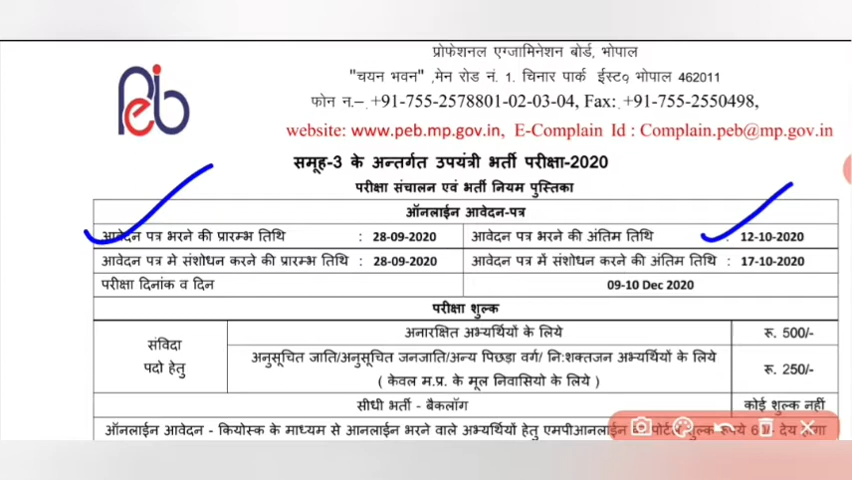 प्रोफेशनल एग्जामिनेशन बोर्ड, भोपाल
"चयन भवन" ,मेन रोड नं. 1. चिनार पार्क ईस्ट० भोपाल 462011
फोन न.– .+91-755-2578801-02-03-04, Fax: .+91-755-2550498,
website: www.peb.mp.gov.in, E-Complain Id : Complain.peb@mp.gov.in
Peb
समूह-3 के अन्तर्गत उपयंत्री भर्ती परीक्षा-2020
परीक्षा संचालन एवं भर्ती नियम पुस्तिका
ऑनलाईन आवेदन-पत्र
आवेदन पत्र भरने की प्रारम्भ तिथि : 28-09-2020 आवेदन पत्र भरने की अंतिम तिथि : 12-10-2020
आवेदन पत्र मे संशोधन करने की प्रारम्भ तिथि : 28-09-2020 आवेदन पत्र में संशोधन करने की अंतिम तिथि : 17-10-2020
परीक्षा दिनांक व दिन 09-10 Dec 2020
परीक्षा शुल्क
संविदा
पदो हेतु
अनारक्षित अभ्यर्थियों के लिये रू. 500/-
अनुसूचित जाति/अनुसूचित जनजाति/अन्य पिछड़ा वर्ग/ नि:शक्तजन अभ्यर्थियों के लिये
( केवल म.प्र. के मूल निवासियो के लिये ) रू. 250/-
सीधी भर्ती - बैकलॉग कोई शुल्क नहीं
ऑनलाईन आवेदन - कियोस्क के माध्यम से आनलाईन भरने वाले अभ्यर्थियों हेतु एमपीआनलाईन शुल्क रूपये देय होगा